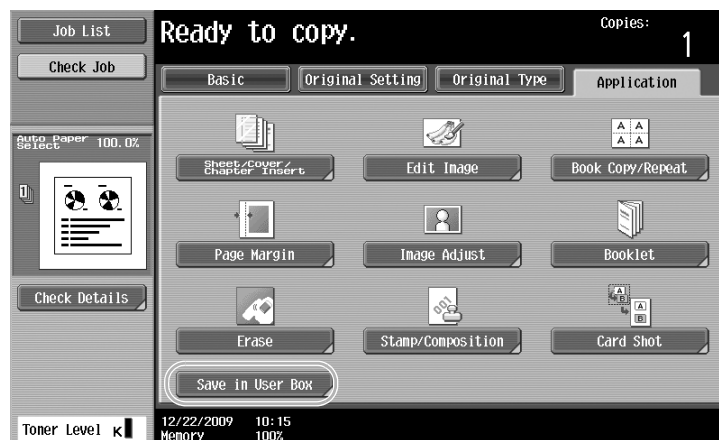 Job List
Check Job
Ready to copy.
Copies:
1
Basic
Original Setting
Original Type
Application
Auto Paper
Select
100.0%
1
Sheet/Cover/
Chapter Insert
Edit Image
A A
A A
Book Copy/Repeat
Page Margin
Image Adjust
Booklet
Check Details
Erase
001
Stamp/Composition
A
B
A
B
Card Shot
Save in User Box
Toner Level K
12/22/2009 10:15
Memory 100%